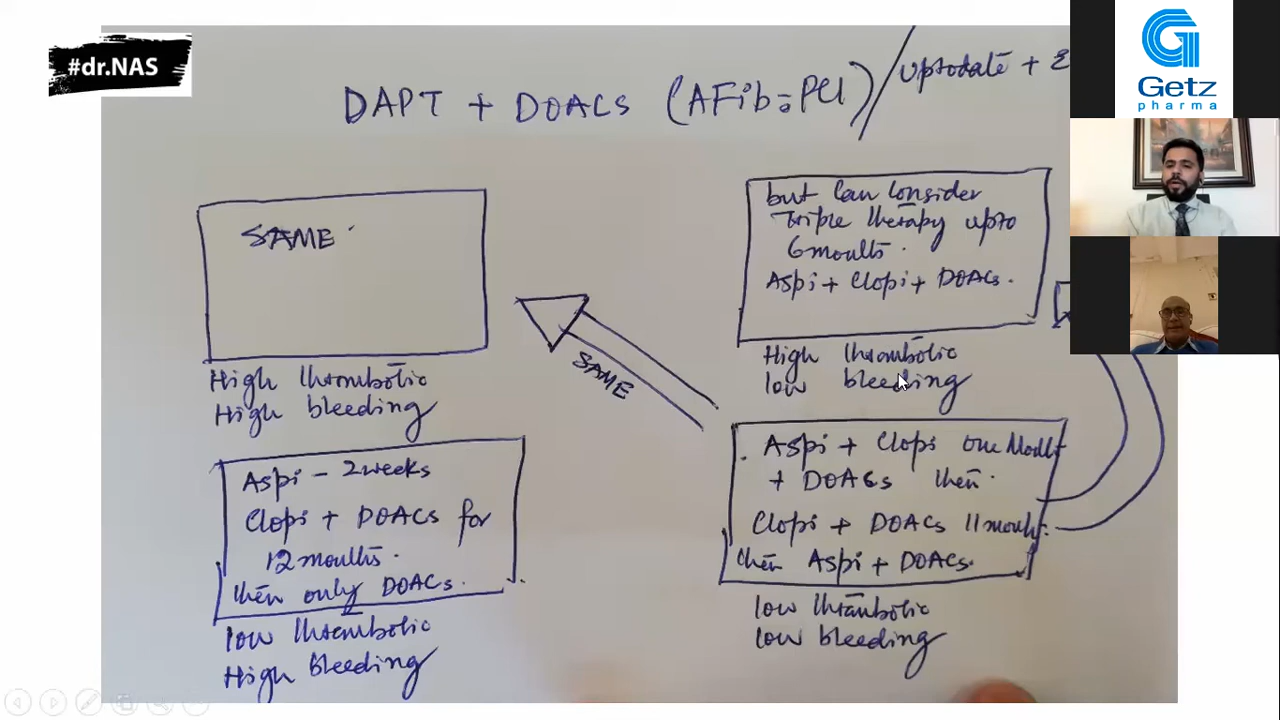 #dr.NAS
DAPT + DOACS (AFib = PCI) / Uptodate + E
Getz
pharma
SAME
High thrombotic
High bleeding
but can consider
Triple therapy upto
6 months.
Aspi + Clopi + DOACs.
High thrombotic
low bleeding
SAME
Aspi - 2 weeks
Clopi + DOACs for
12 months.
then only DOACs.
low thrombotic
High bleeding
Aspi + Clopi one Month
+ DOACs then
Clopi + DOACs 11 months.
then Aspi + DOACs.
low thrombotic
low bleeding